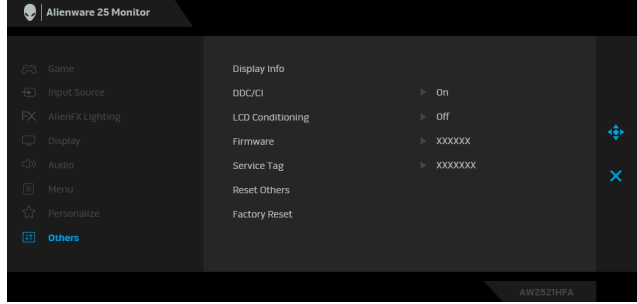 Alienware 25 Monitor
Game
Input Source
AlienFX Lighting
Display
Audio
Menu
Personalize
Others
Display Info
DDC/CI On
LCD Conditioning Off
Firmware XXXXXX
Service Tag XXXXXXX
Reset Others
Factory Reset
AW2521HFA